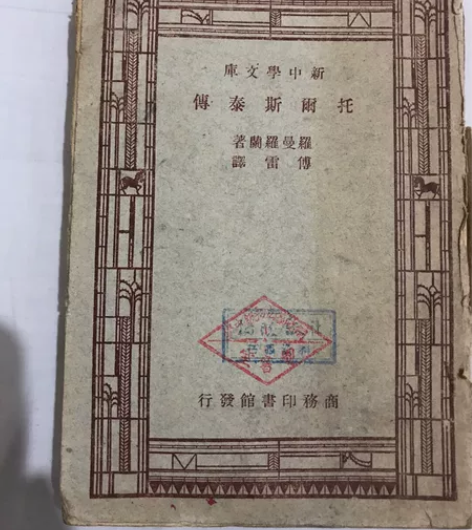 新中學文庫
托爾斯泰傳
羅曼羅蘭著
傅雷譯
商務印書館發行